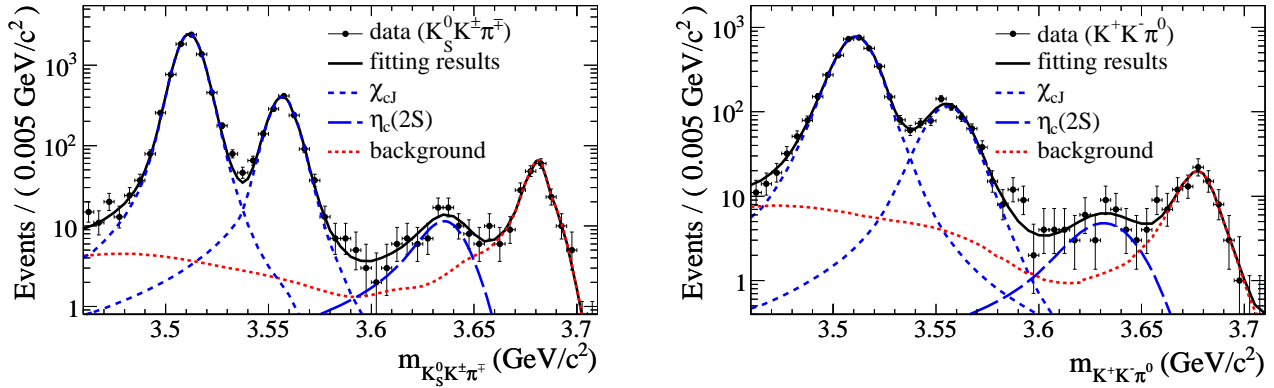 Events / ( 0.005 GeV/c²)
10³
10²
10
1
data (K⁰_S K^±π^∓)
fitting results
χ_cJ
η_c(2S)
background
3.5
3.55
3.6
3.65
3.7
m_{K⁰_S K^±π^∓} (GeV/c²)
Events / ( 0.005 GeV/c²)
10³
10²
10
1
data (K⁺K⁻π⁰)
fitting results
χ_cJ
η_c(2S)
background
3.5
3.55
3.6
3.65
3.7
m_{K⁺K⁻π⁰} (GeV/c²)